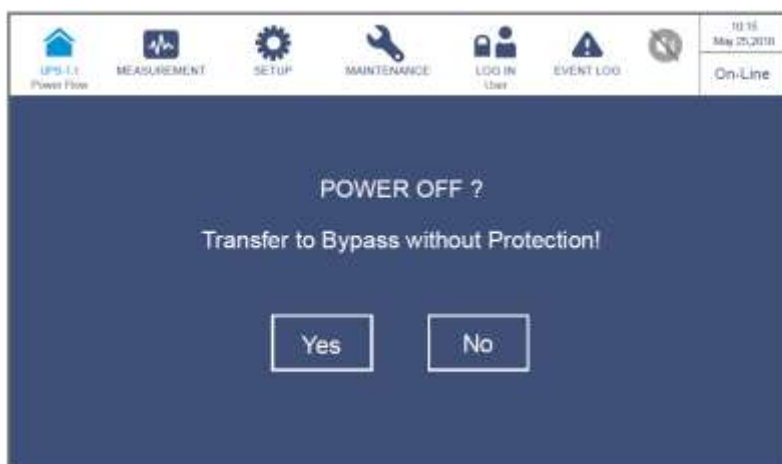 UPS-1.1
Power Flow
MEASUREMENT
SETUP
MAINTENANCE
LOG IN
User
EVENT LOG
10:15
May 25,2018
On-Line
POWER OFF ?
Transfer to Bypass without Protection!
Yes
No